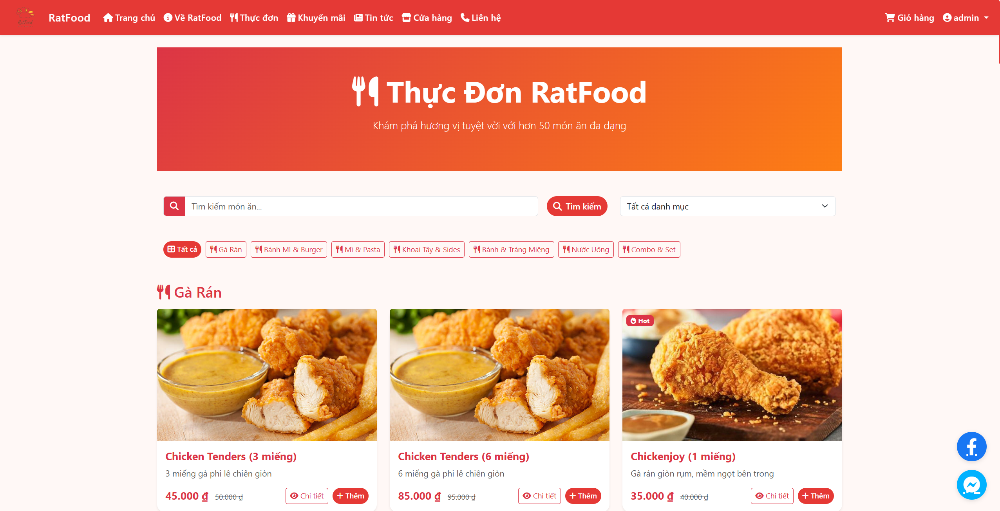 RatFood
RatFood Trang chủ Về RatFood Thực đơn Khuyến mãi Tin tức Cửa hàng Liên hệ Giỏ hàng admin
Thực Đơn RatFood
Khám phá hương vị tuyệt vời với hơn 50 món ăn đa dạng
Tìm kiếm món ăn... Tìm kiếm Tất cả danh mục
Tất cả Gà Rán Bánh Mì & Burger Mì & Pasta Khoai Tây & Sides Bánh & Tráng Miệng Nước Uống Combo & Set
Gà Rán
Hot
Chicken Tenders (3 miếng)
3 miếng gà phi lê chiên giòn
45.000 ₫ 50.000 ₫ Chi tiết + Thêm
Chicken Tenders (6 miếng)
6 miếng gà phi lê chiên giòn
85.000 ₫ 95.000 ₫ Chi tiết + Thêm
Chickenjoy (1 miếng)
Gà rán giòn rụm, mềm ngọt bên trong
35.000 ₫ 40.000 ₫ Chi tiết + Thêm